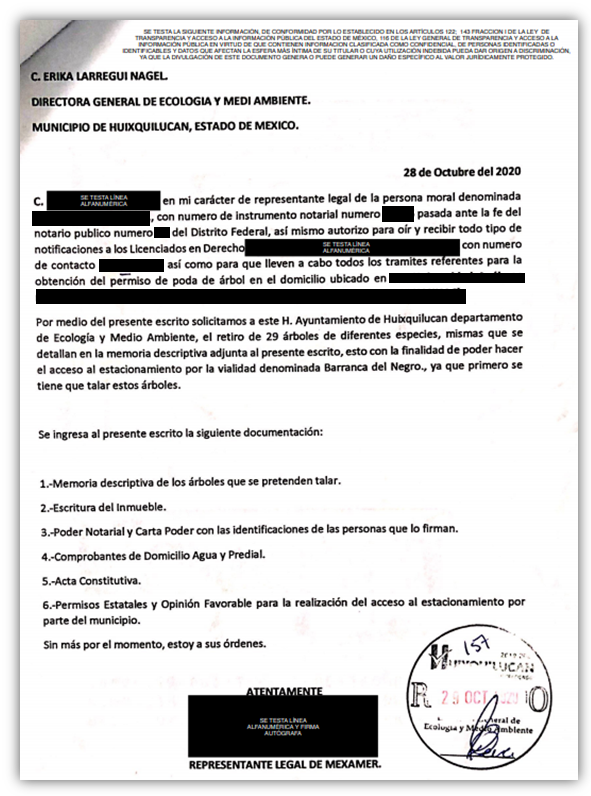 SE TESTA LA SIGUIENTE INFORMACIÓN, DE CONFORMIDAD POR LO ESTABLECIDO EN LOS ARTÍCULOS 122; 143 FRACCION I DE LA LEY DE
TRANSPARENCIA Y ACCESO A LA INFORMACIÓN PÚBLICA DEL ESTADO DE MÉXICO, 116 DE LA LEY GENERAL DE TRANSPARENCIA Y ACCESO A LA
INFORMACIÓN PÚBLICA EN VIRTUD DE QUE CONTIENEN INFORMACION CLASIFICADA COMO CONFIDENCIAL, DE PERSONAS IDENTIFICADAS O
IDENTIFICABLES Y DATOS QUE AFECTAN LA ESFERA MÁS ÍNTIMA DE SU TITULAR O CUYA UTILIZACIÓN INDEBIDA PUEDA DAR ORIGEN A DISCRIMINACIÓN,
YA QUE LA DIVULGACIÓN DE ESTE DOCUMENTO GENERA O PUEDE GENERAR UN DAÑO ESPECÍFICO AL VALOR JURÍDICAMENTE PROTEGIDO.
C. ERIKA LARREGUI NAGEL.
DIRECTORA GENERAL DE ECOLOGIA Y MEDI AMBIENTE.
MUNICIPIO DE HUIXQUILUCAN, ESTADO DE MEXICO.
28 de Octubre del 2020
C. SE TESTA LÍNEA ALFANUMÉRICA en mi carácter de representante legal de la persona moral denominada
, con numero de instrumento notarial numero pasada ante la fe del
notario publico numero del Distrito Federal, así mismo autorizo para oír y recibir todo tipo de
notificaciones a los Licenciados en Derecho SE TESTA LÍNEA ALFANUMÉRICA con numero
de contacto así como para que lleven a cabo todos los tramites referentes para la
obtención del permiso de poda de árbol en el domicilio ubicado en
Por medio del presente escrito solicitamos a este H. Ayuntamiento de Huixquilucan departamento
de Ecología y Medio Ambiente, el retiro de 29 árboles de diferentes especies, mismas que se
detallan en la memoria descriptiva adjunta al presente escrito, esto con la finalidad de poder hacer
el acceso al estacionamiento por la vialidad denominada Barranca del Negro., ya que primero se
tiene que talar estos árboles.
Se ingresa al presente escrito la siguiente documentación:
1.-Memoria descriptiva de los árboles que se pretenden talar.
2.-Escritura del Inmueble.
3.-Poder Notarial y Carta Poder con las identificaciones de las personas que lo firman.
4.-Comprobantes de Domicilio Agua y Predial.
5.-Acta Constitutiva.
6.-Permisos Estatales y Opinión Favorable para la realización del acceso al estacionamiento por
parte del municipio.
Sin más por el momento, estoy a sus órdenes.
157
HUIXQUILUCAN
R 29 OCT O
General de
Ecología y Medio Ambiente
ATENTAMENTE
SE TESTA LÍNEA
ALFANUMÉRICA Y FIRMA
AUTÓGRAFA
REPRESENTANTE LEGAL DE MEXAMER.